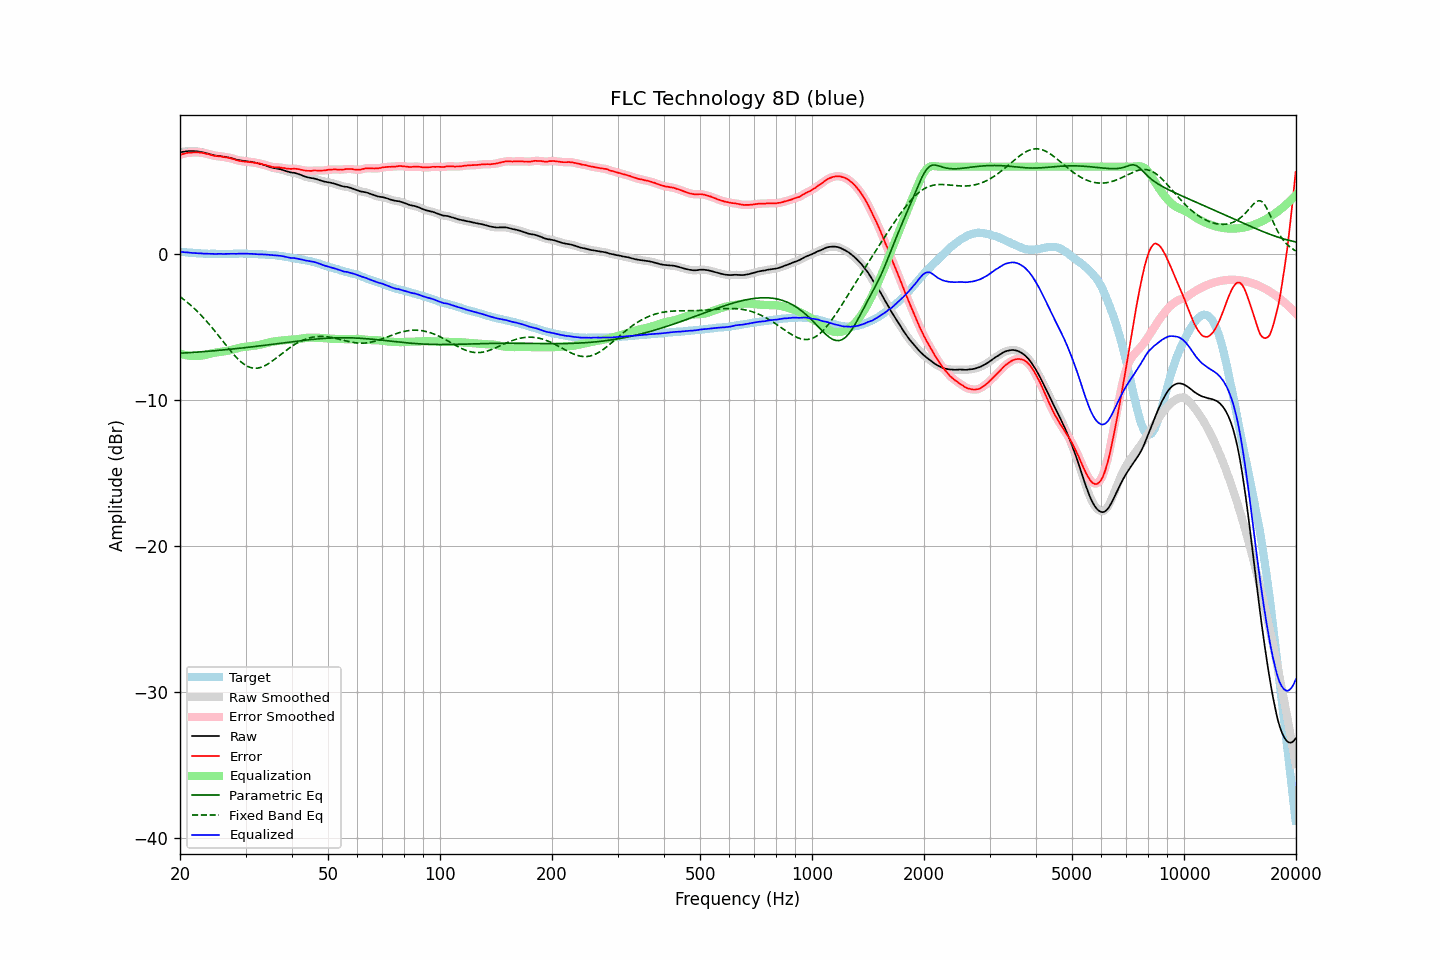 FLC Technology 8D (blue)
Amplitude (dBr)
0
−10
−20
−30
−40
Target
Raw Smoothed
Error Smoothed
Raw
Error
Equalization
Parametric Eq
Fixed Band Eq
Equalized
20 50 100 200 500 1000 2000 5000 10000 20000
Frequency (Hz)